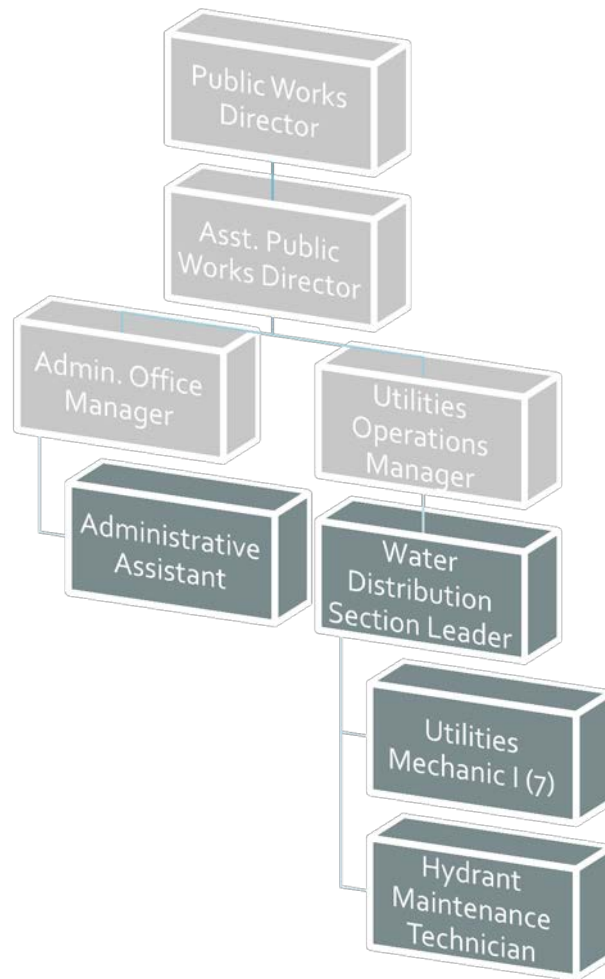 Public Works
Director
Asst. Public
Works Director
Admin. Office
Manager
Utilities
Operations
Manager
Administrative
Assistant
Water
Distribution
Section Leader
Utilities
Mechanic I (7)
Hydrant
Maintenance
Technician